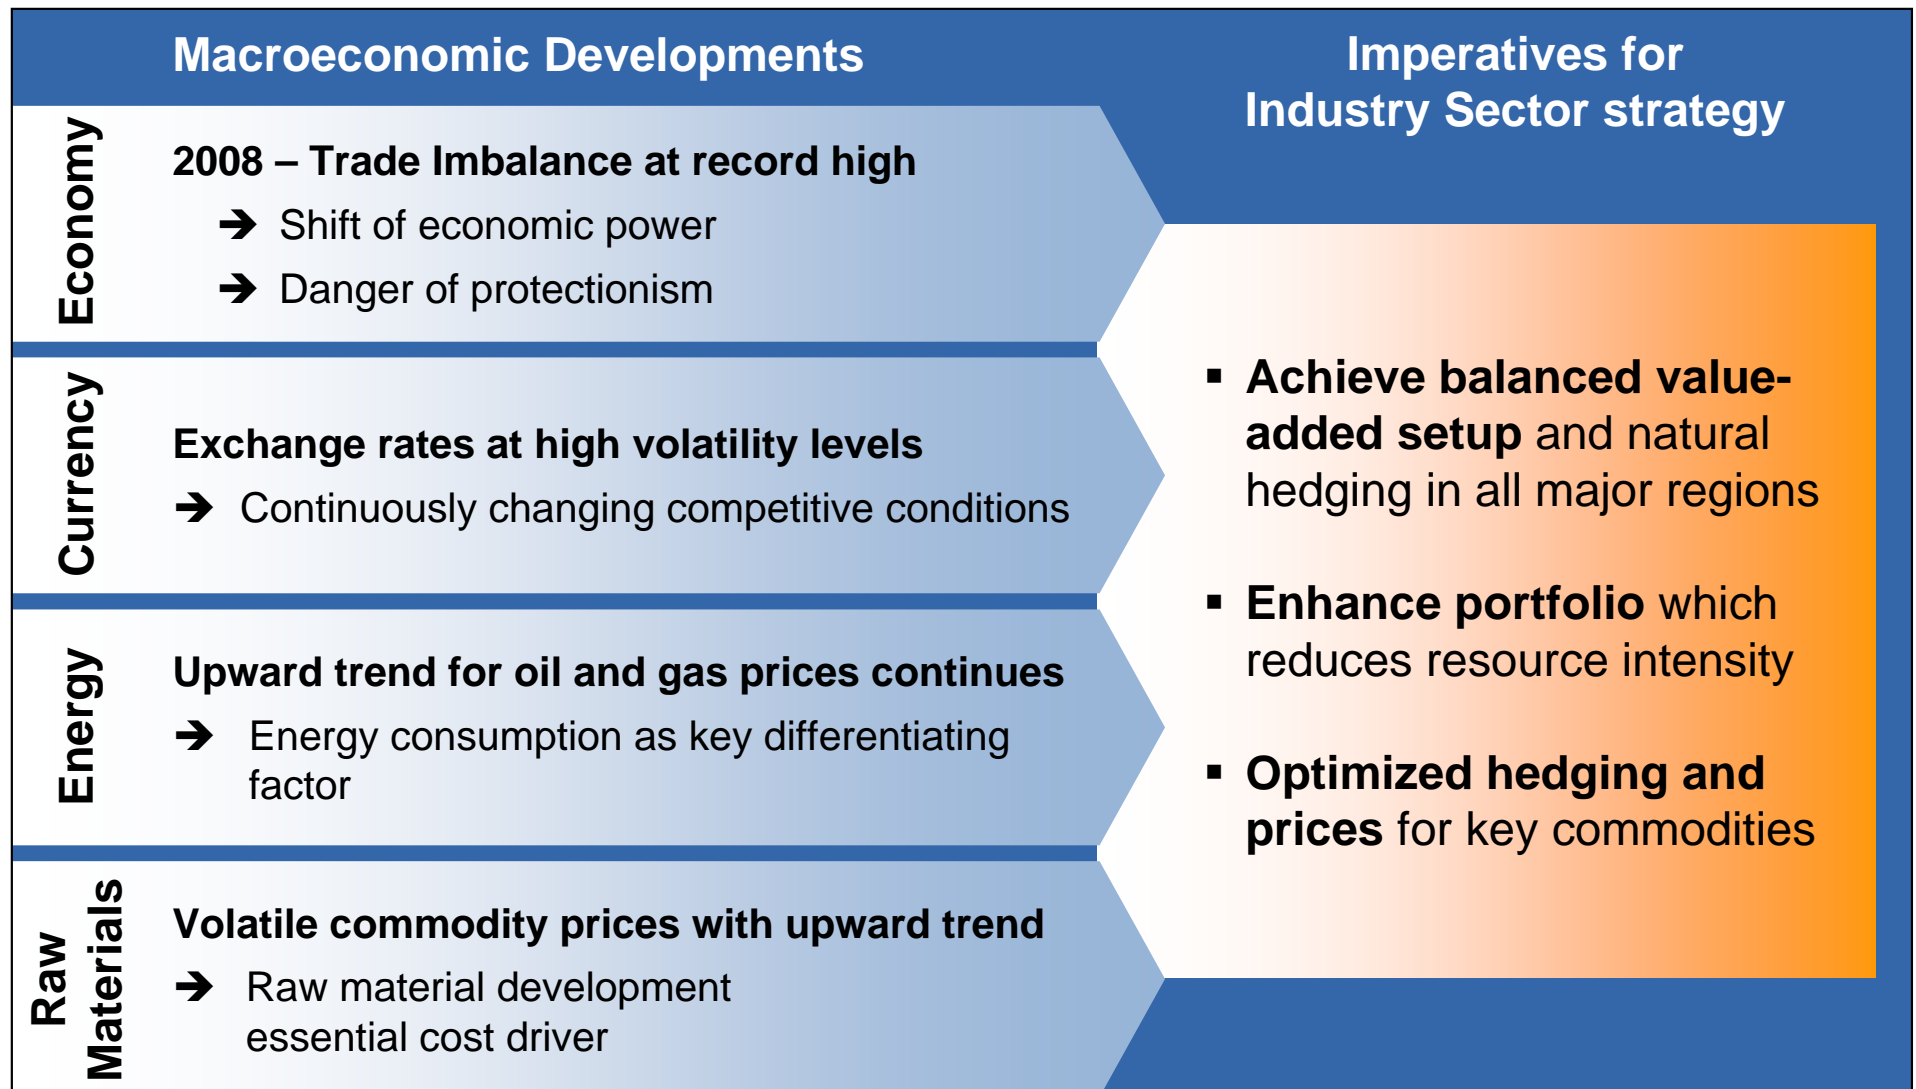 Macroeconomic Developments
Economy
2008 – Trade Imbalance at record high
➔ Shift of economic power
➔ Danger of protectionism
Currency
Exchange rates at high volatility levels
➔ Continuously changing competitive conditions
Energy
Upward trend for oil and gas prices continues
➔ Energy consumption as key differentiating
factor
Raw
Materials
Volatile commodity prices with upward trend
➔ Raw material development
essential cost driver
Imperatives for
Industry Sector strategy
▪ Achieve balanced value-
added setup and natural
hedging in all major regions
▪ Enhance portfolio which
reduces resource intensity
▪ Optimized hedging and
prices for key commodities